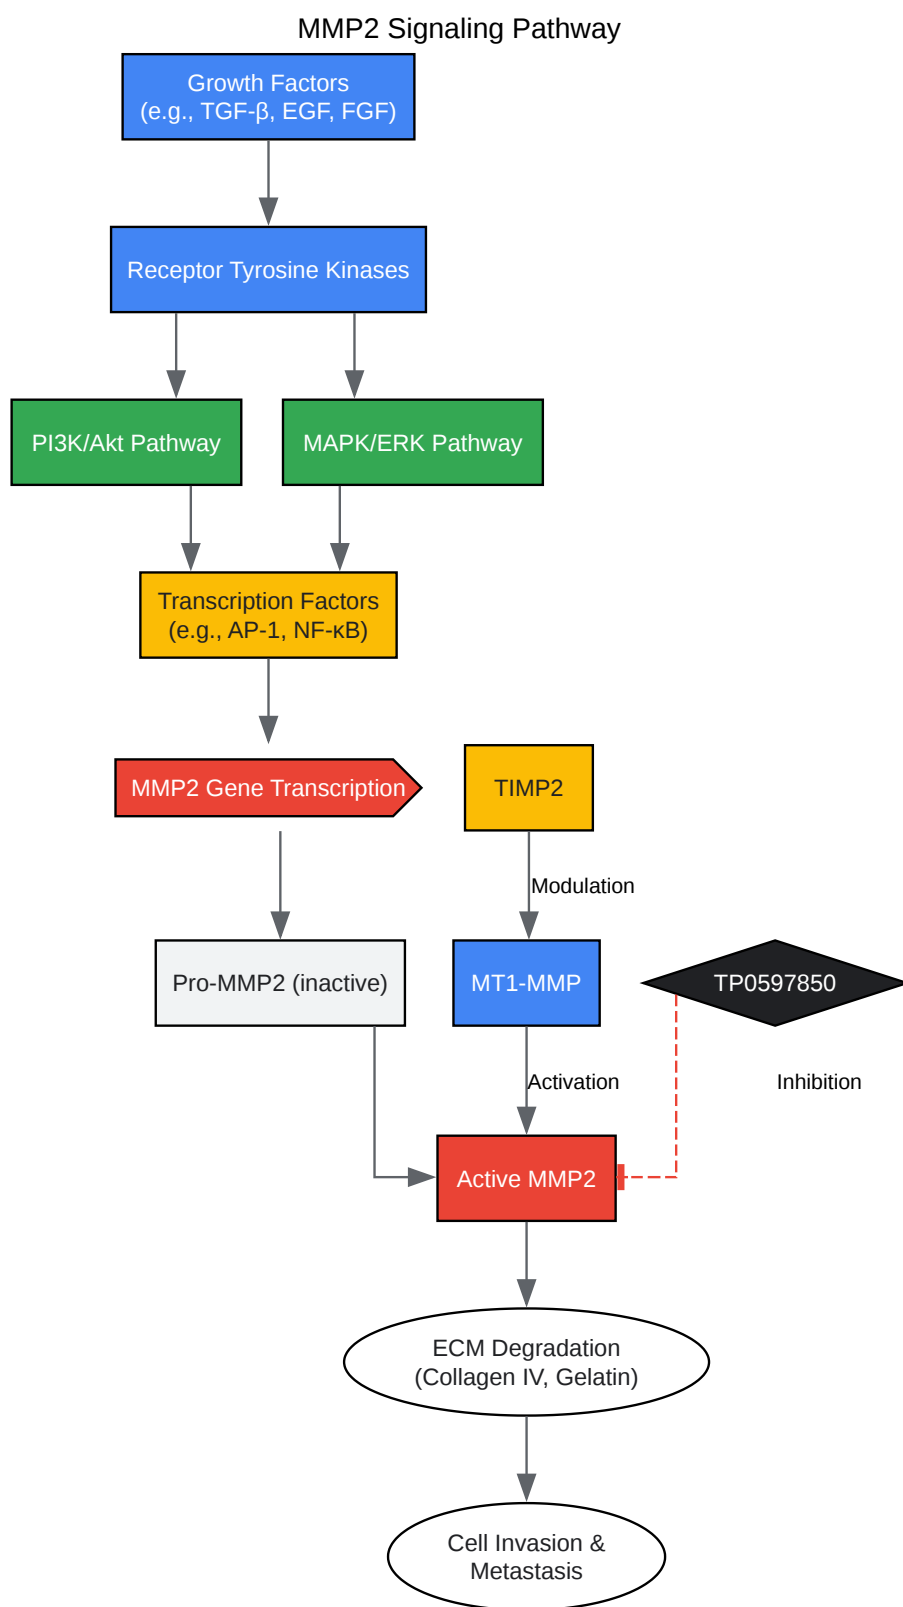 MMP2 Signaling Pathway
Growth Factors
(e.g., TGF-β, EGF, FGF)
Receptor Tyrosine Kinases
PI3K/Akt Pathway
MAPK/ERK Pathway
Transcription Factors
(e.g., AP-1, NF-κB)
MMP2 Gene Transcription
TIMP2
Modulation
Pro-MMP2 (inactive)
MT1-MMP
TP0597850
Activation
Inhibition
Active MMP2
ECM Degradation
(Collagen IV, Gelatin)
Cell Invasion &
Metastasis